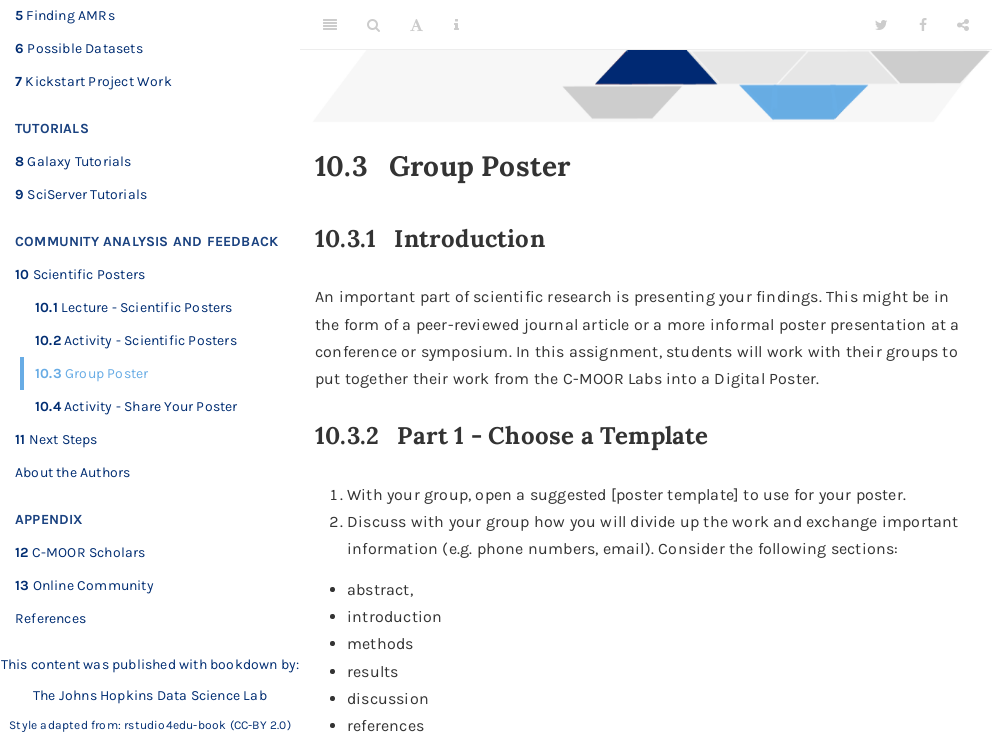 5 Finding AMRs
6 Possible Datasets
7 Kickstart Project Work
TUTORIALS
8 Galaxy Tutorials
9 SciServer Tutorials
COMMUNITY ANALYSIS AND FEEDBACK
10 Scientific Posters
10.1 Lecture - Scientific Posters
10.2 Activity - Scientific Posters
10.3 Group Poster
10.4 Activity - Share Your Poster
11 Next Steps
About the Authors
APPENDIX
12 C-MOOR Scholars
13 Online Community
References
This content was published with bookdown by:
The Johns Hopkins Data Science Lab
Style adapted from: rstudio4edu-book (CC-BY 2.0)
10.3 Group Poster
10.3.1 Introduction
An important part of scientific research is presenting your findings. This might be in
the form of a peer-reviewed journal article or a more informal poster presentation at a
conference or symposium. In this assignment, students will work with their groups to
put together their work from the C-MOOR Labs into a Digital Poster.
10.3.2 Part 1 - Choose a Template
1. With your group, open a suggested [poster template] to use for your poster.
2. Discuss with your group how you will divide up the work and exchange important
information (e.g. phone numbers, email). Consider the following sections:
• abstract,
• introduction
• methods
• results
• discussion
• references